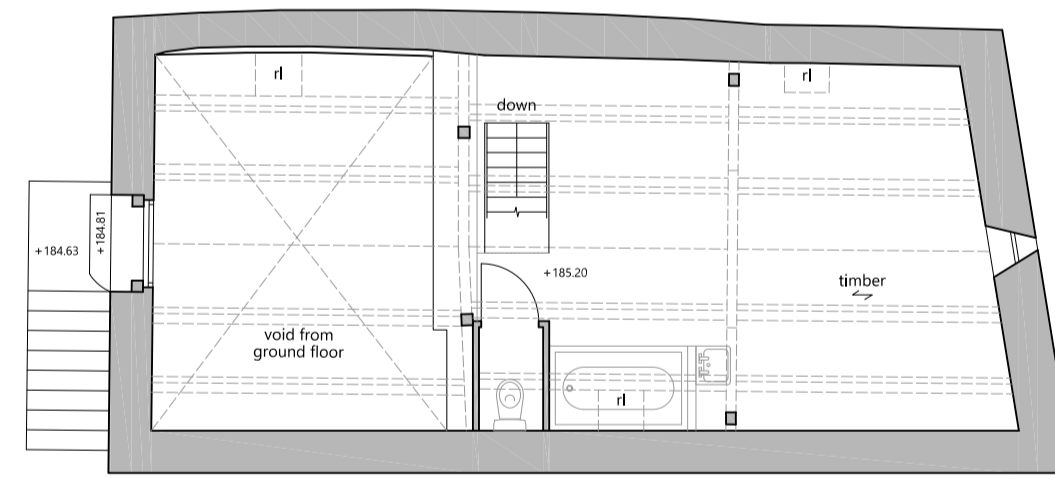 rl
rl
down
+184.81
+184.63
+185.20
timber
void from
ground floor
rl